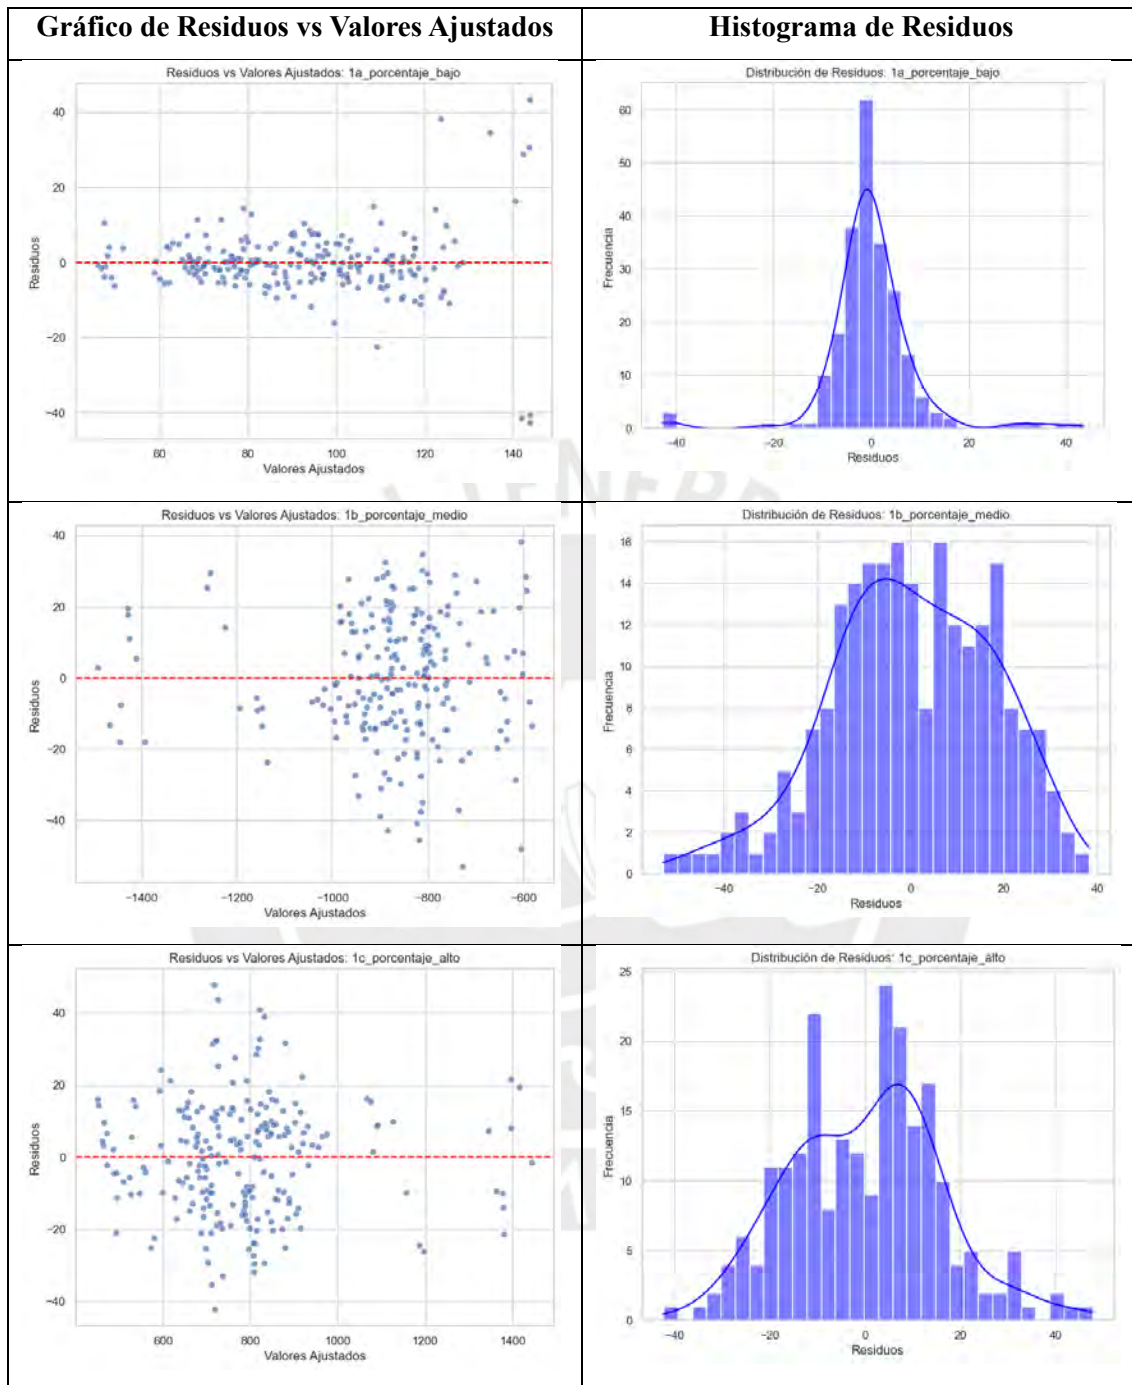 Gráfico de Residuos vs Valores Ajustados
Histograma de Residuos
Residuos vs Valores Ajustados: 1a_porcentaje_bajo
40
20
0
−20
−40
Residuos
60 80 100 120 140
Valores Ajustados
Distribución de Residuos: 1a_porcentaje_bajo
60
50
40
30
20
10
0
Frecuencia
−40 −20 0 20 40
Residuos
Residuos vs Valores Ajustados: 1b_porcentaje_medio
40
20
0
−20
−40
Residuos
−1400 −1200 −1000 −800 −600
Valores Ajustados
Distribución de Residuos: 1b_porcentaje_medio
16
14
12
10
8
6
4
2
0
Frecuencia
−40 −20 0 20 40
Residuos
Residuos vs Valores Ajustados: 1c_porcentaje_alto
40
20
0
−20
−40
Residuos
600 800 1000 1200 1400
Valores Ajustados
Distribución de Residuos: 1c_porcentaje_alto
25
20
15
10
5
0
Frecuencia
−40 −20 0 20 40
Residuos